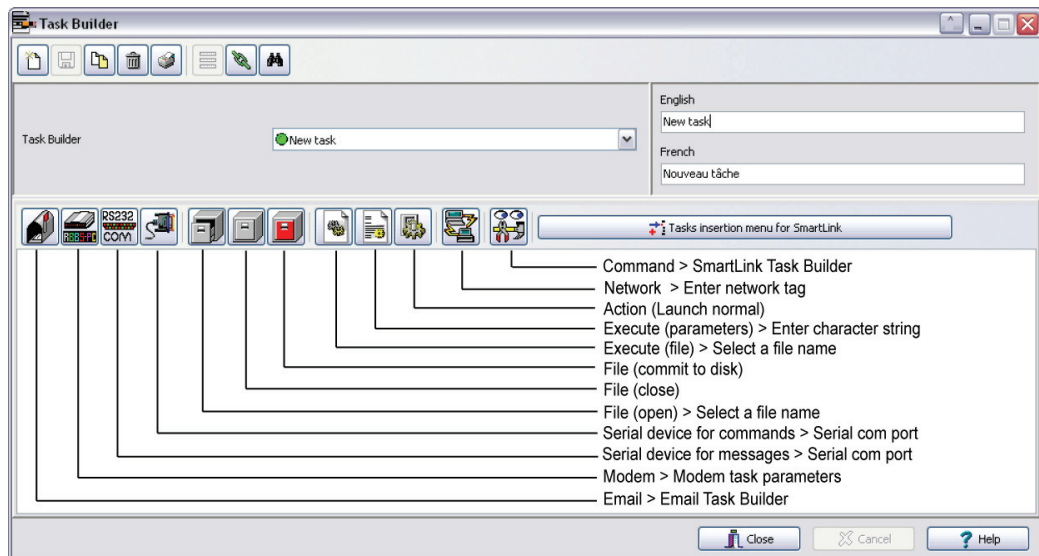 Task Builder
English
New task
Task Builder
New task
French
Nouveau tâche
RS232
COM
Tasks insertion menu for SmartLink
Command > SmartLink Task Builder
Network > Enter network tag
Action (Launch normal)
Execute (parameters) > Enter character string
Execute (file) > Select a file name
File (commit to disk)
File (close)
File (open) > Select a file name
Serial device for commands > Serial com port
Serial device for messages > Serial com port
Modem > Modem task parameters
Email > Email Task Builder
Close
Cancel
Help